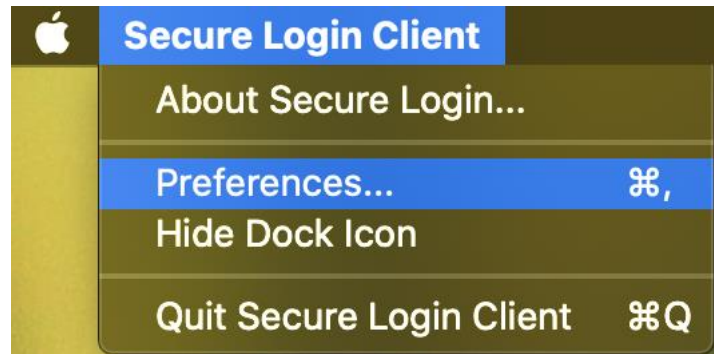 Secure Login Client
About Secure Login...
Preferences... ⌘,
Hide Dock Icon
Quit Secure Login Client ⌘Q